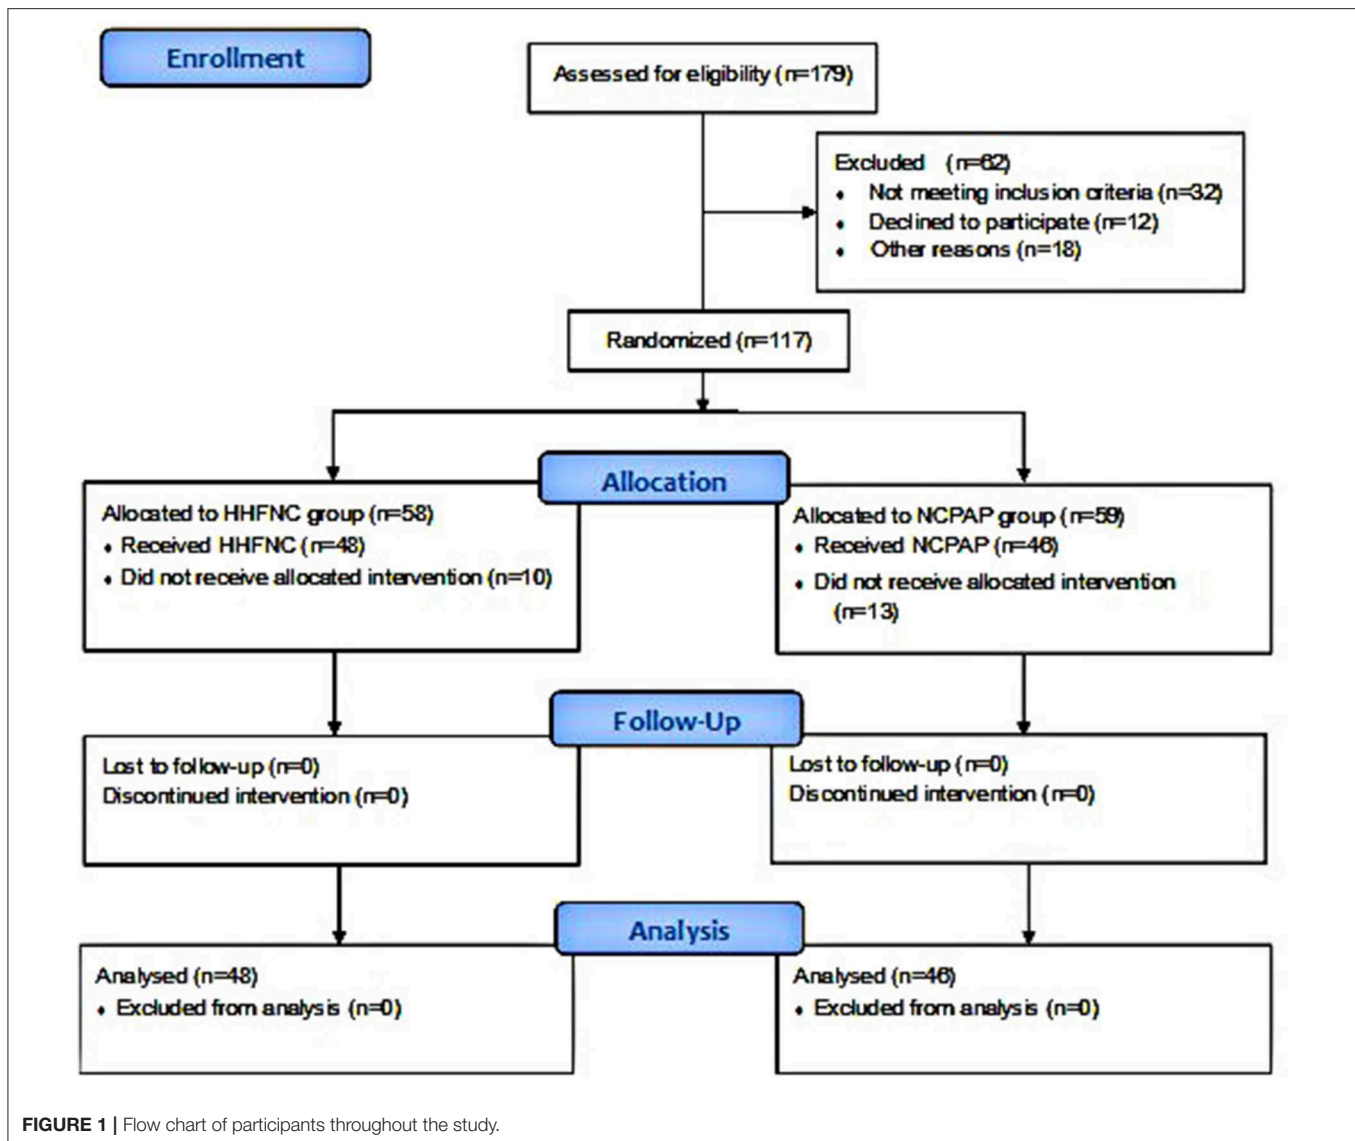 Enrollment
Assessed for eligibility (n=179)
Excluded (n=62)
♦ Not meeting inclusion criteria (n=32)
♦ Declined to participate (n=12)
♦ Other reasons (n=18)
Randomized (n=117)
Allocation
Allocated to HHFNC group (n=58)
♦ Received HHFNC (n=48)
♦ Did not receive allocated intervention (n=10)
Allocated to NCPAP group (n=59)
♦ Received NCPAP (n=46)
♦ Did not receive allocated intervention
(n=13)
Follow-Up
Lost to follow-up (n=0)
Discontinued intervention (n=0)
Lost to follow-up (n=0)
Discontinued intervention (n=0)
Analysis
Analysed (n=48)
♦ Excluded from analysis (n=0)
Analysed (n=46)
♦ Excluded from analysis (n=0)
FIGURE 1 | Flow chart of participants throughout the study.